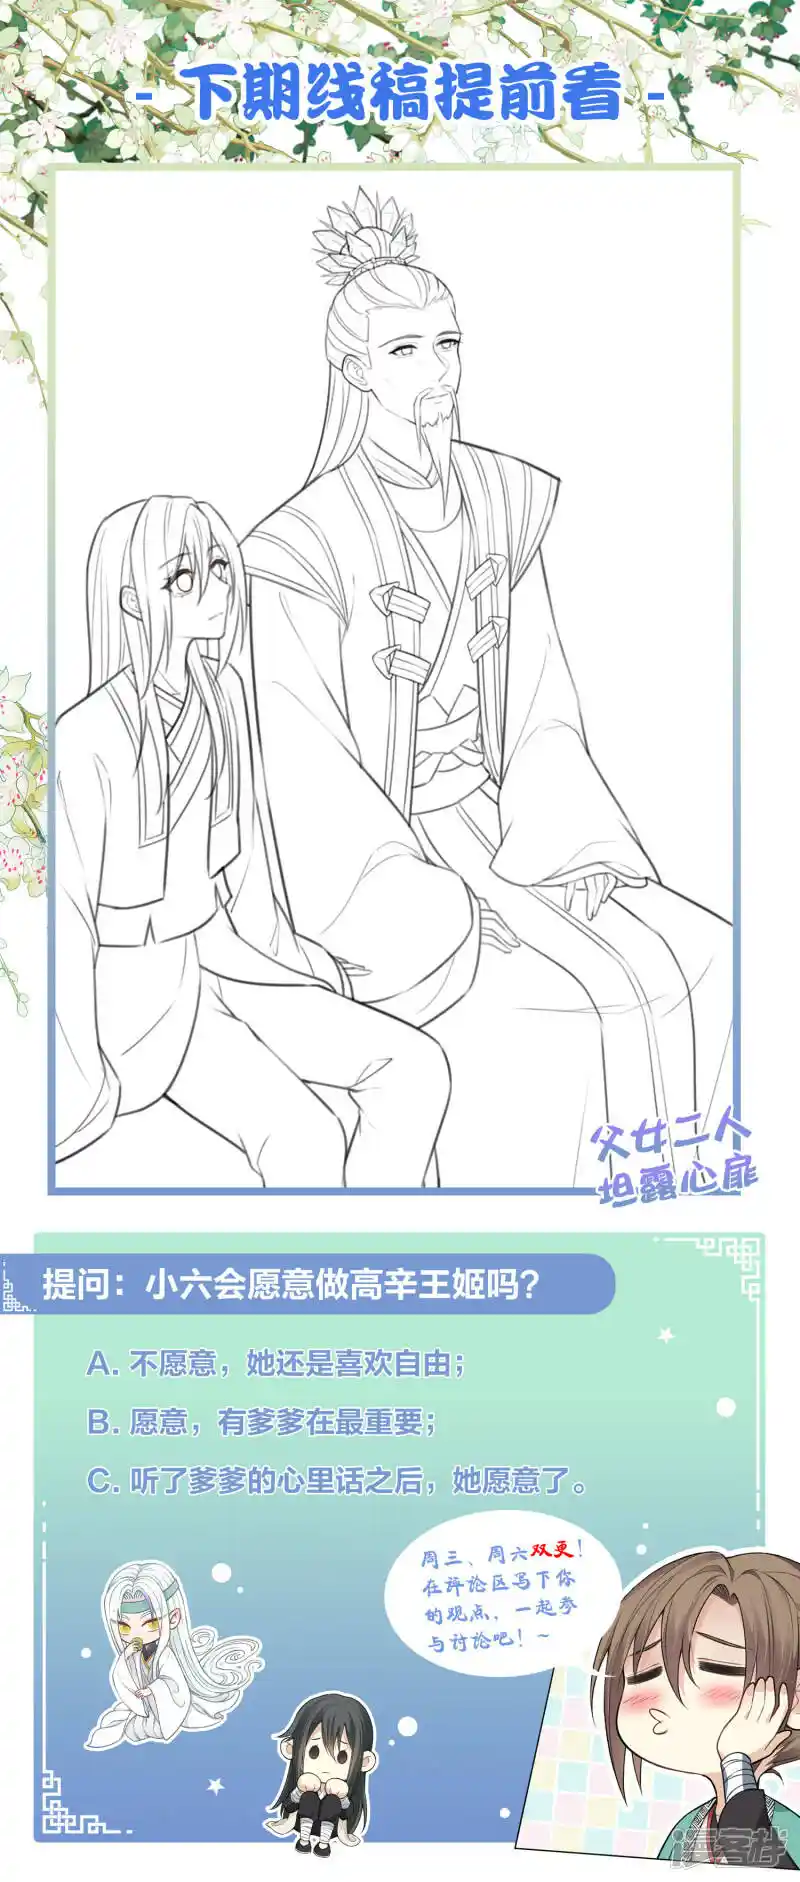 - 下期线稿提前看 -
父女二人
坦露心扉
提问：小六会愿意做高辛王姬吗？
A. 不愿意，她还是喜欢自由；
B. 愿意，有爹爹在最重要；
C. 听了爹爹的心里话之后，她愿意了。
周三、周六双更！
在评论区写下你
的观点，一起参
与讨论吧！~
漫客栈